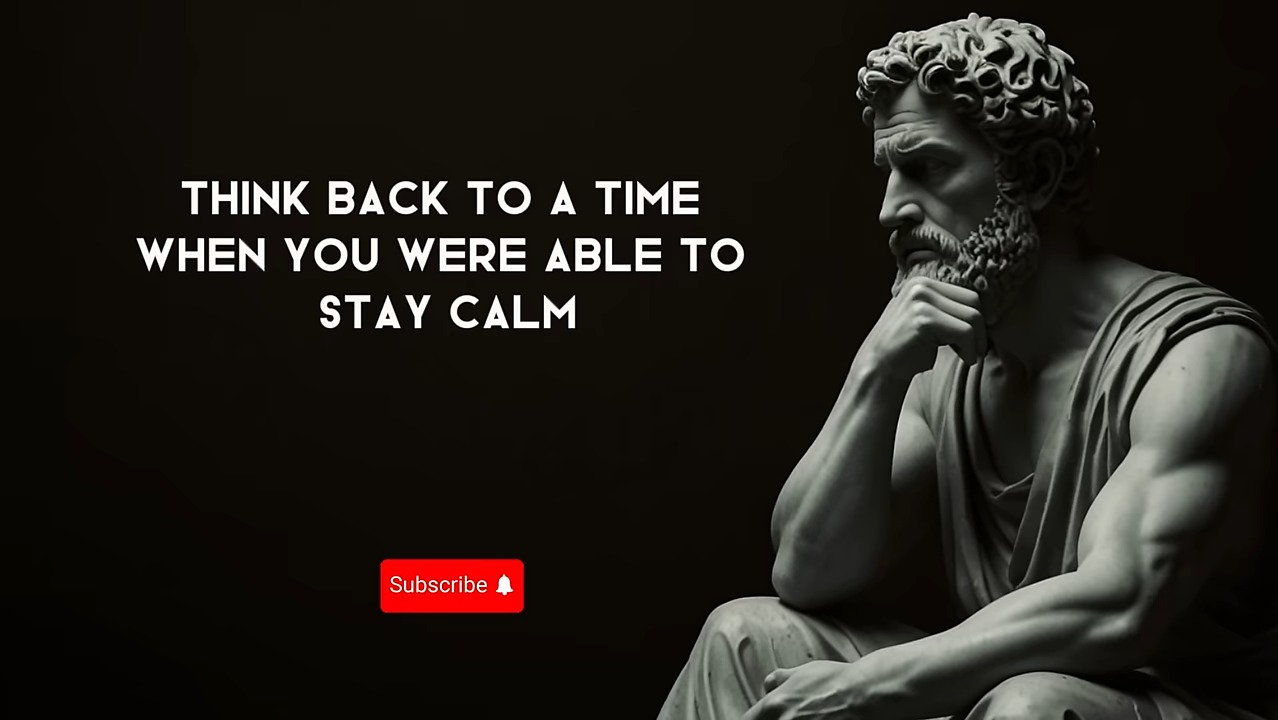 THINK BACK TO A TIME
WHEN YOU WERE ABLE TO
STAY CALM
Subscribe